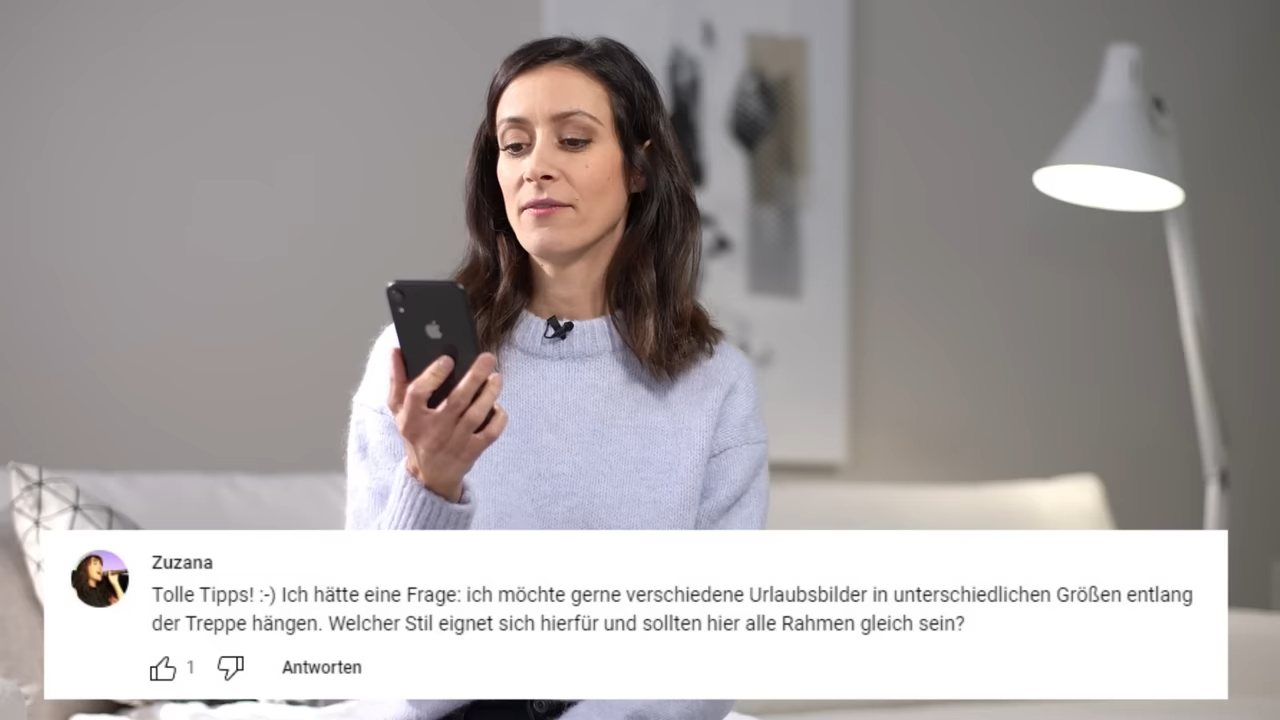 Zuzana
Tolle Tipps! :-) Ich hätte eine Frage: ich möchte gerne verschiedene Urlaubsbilder in unterschiedlichen Größen entlang
der Treppe hängen. Welcher Stil eignet sich hierfür und sollten hier alle Rahmen gleich sein?
1
Antworten